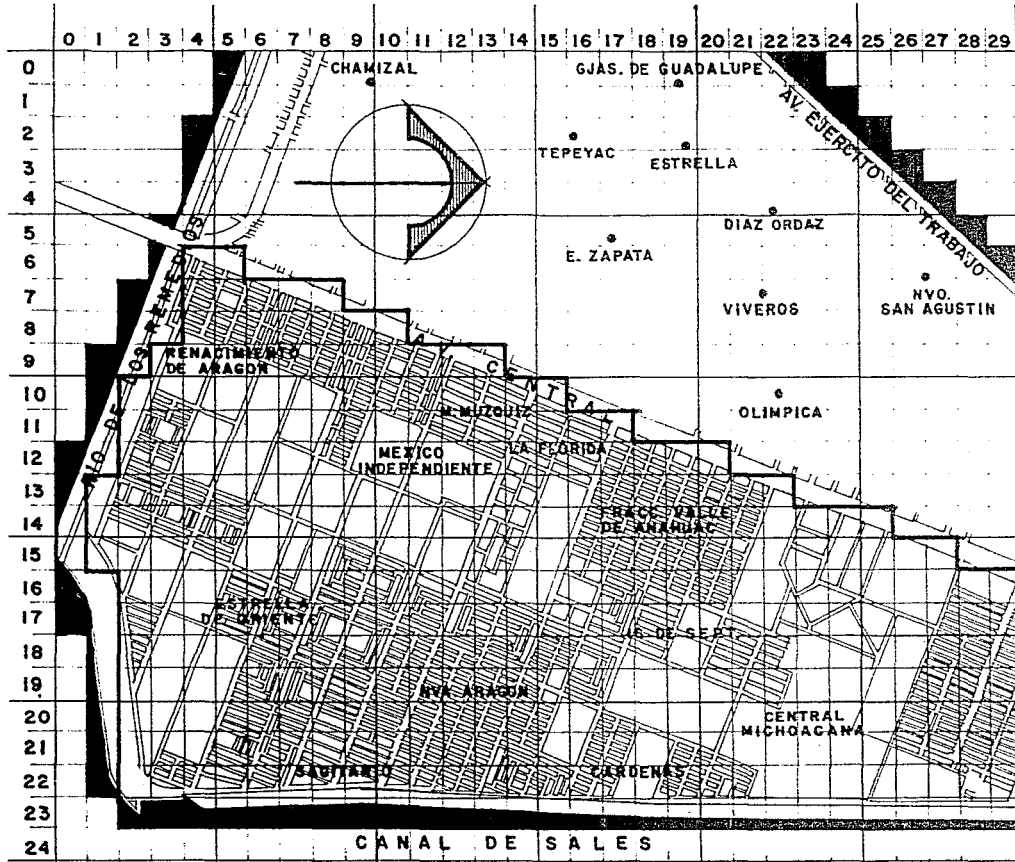 0 1 2 3 4 5 6 7 8 9 10 11 12 13 14 15 16 17 18 19 20 21 22 23 24 25 26 27 28 29
0
1
2
3
4
5
6
7
8
9
10
11
12
13
14
15
16
17
18
19
20
21
22
23
24
CHAMIZAL
GJAS. DE GUADALUPE
TEPEYAC
ESTRELLA
AV. EJERCITO DEL TRABAJO
DIAZ ORDAZ
E. ZAPATA
VIVEROS
NVO.
SAN AGUSTIN
RIO DE LOS REMEDIOS
RENACIMIENTO
DE ARAGON
AV. CENTRAL
M. MUZQUIZ
OLIMPICA
MEXICO
INDEPENDIENTE
LA FLORIDA
FRACC. VALLE
DE ANAHUAC
ESTRELLA
DE ORIENTE
16 DE SEPT.
NVA. ARAGON
CENTRAL
MICHOACANA
SAGITARIO
CARDENAS
CANAL DE SALES